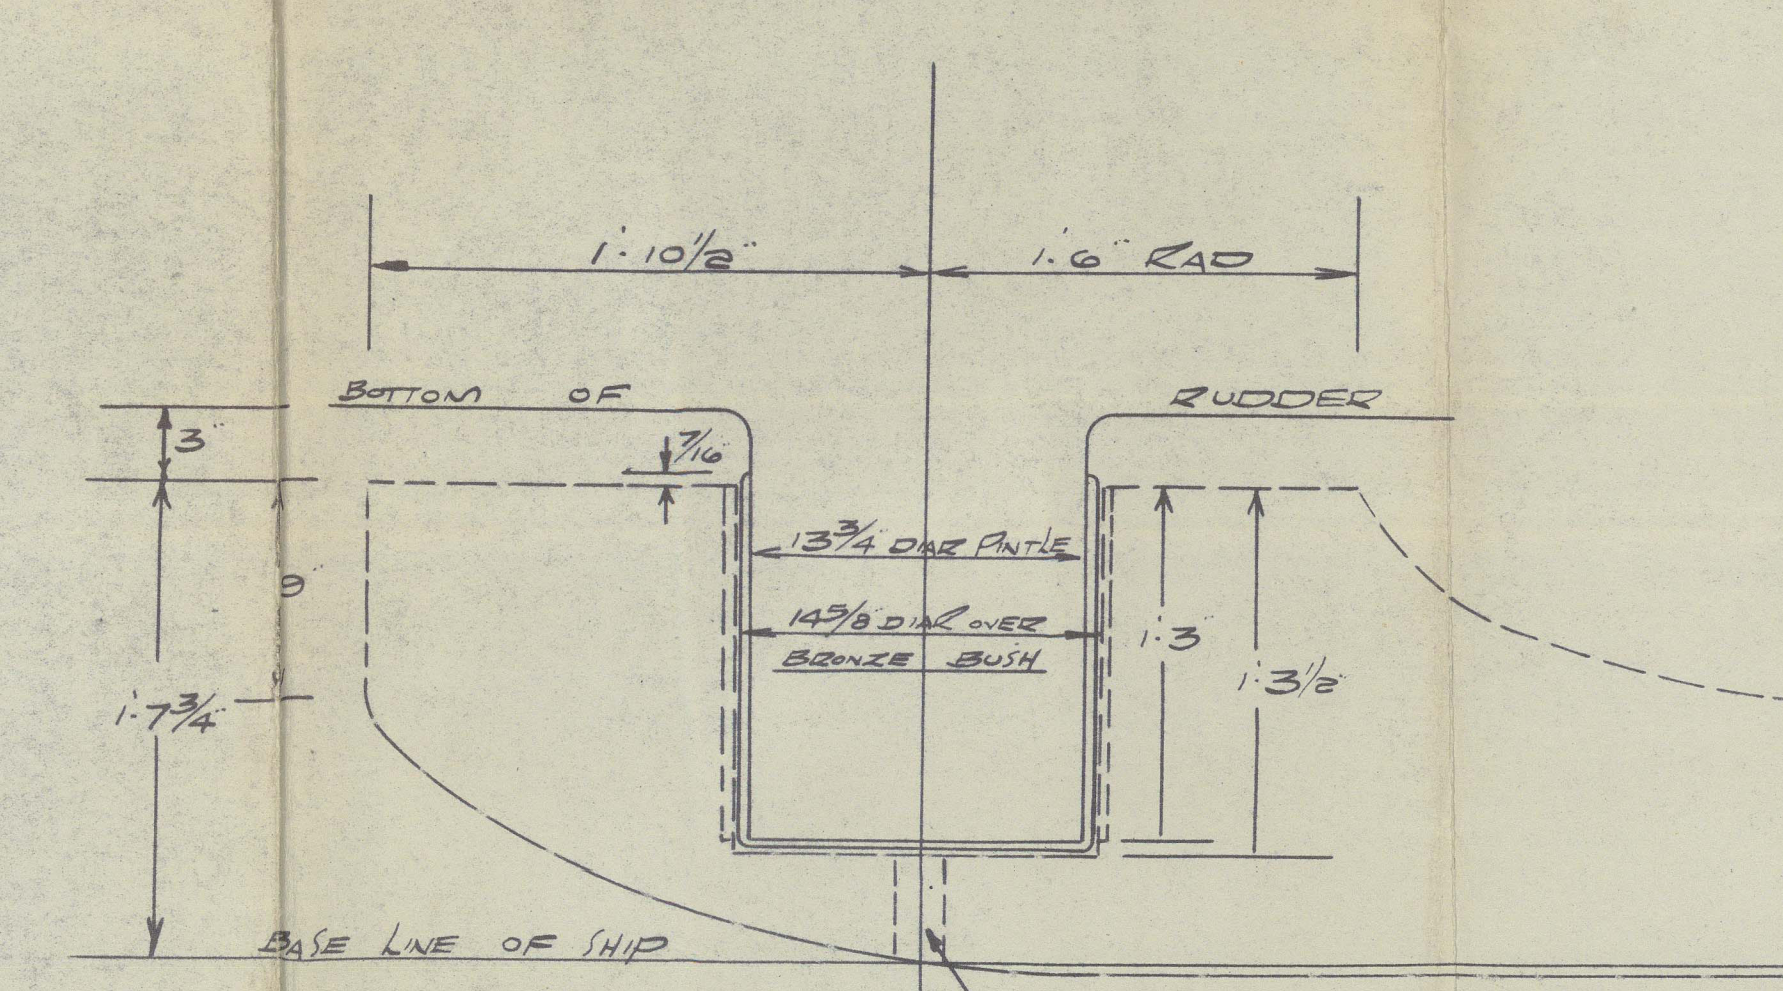 1'-10½"
1'-6" RAD
BOTTOM OF RUDDER
3"
7/16"
13¾" DIAR PINTLE
9"
14⅝" DIAR OVER
BRONZE BUSH
1'-3"
1'-3½"
1'-7¾"
BASE LINE OF SHIP